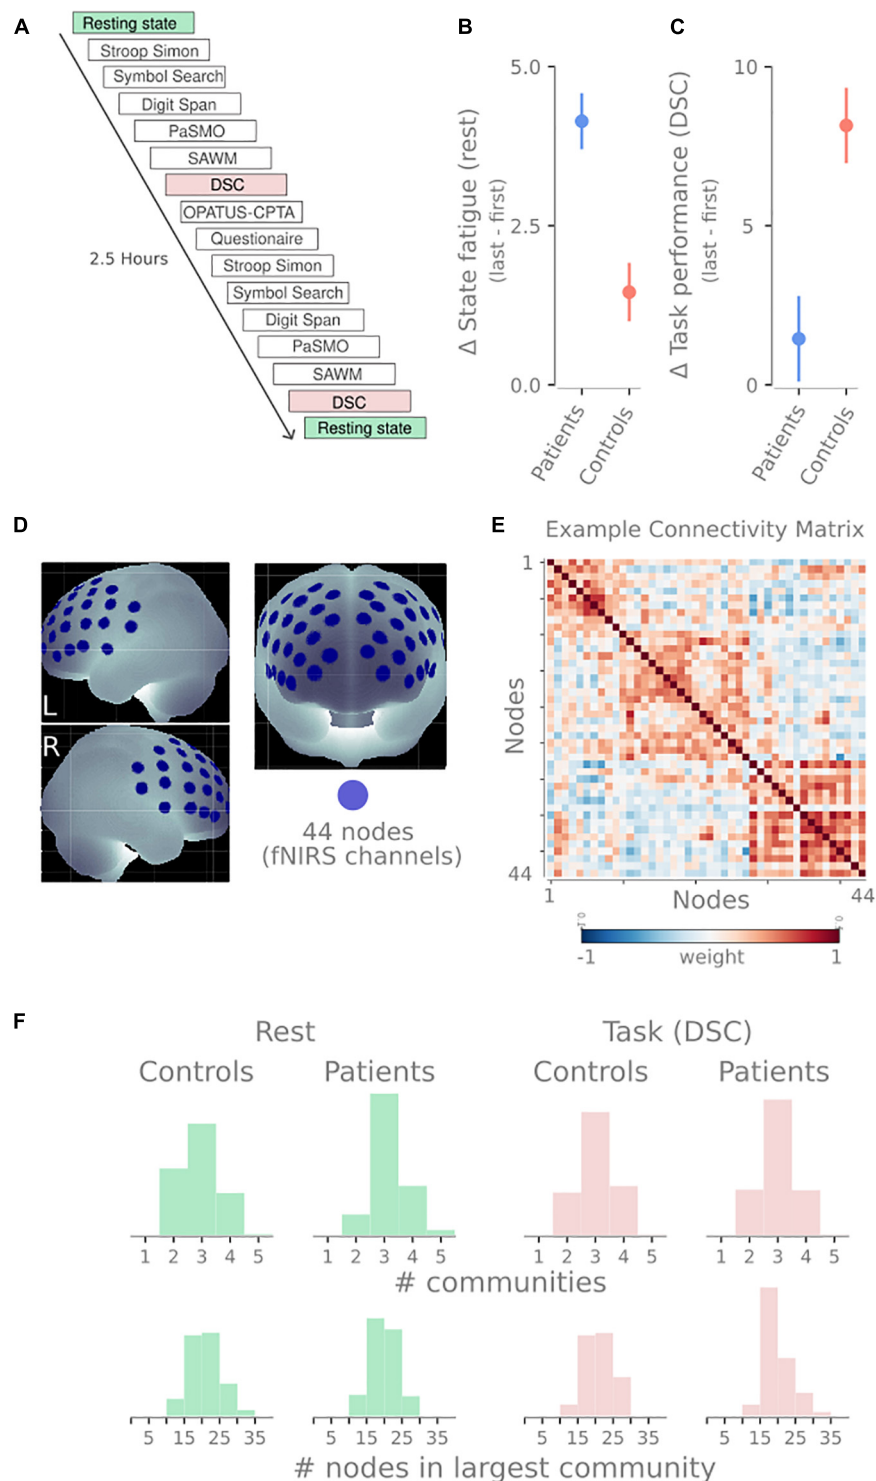 A
Resting state
Stroop Simon
Symbol Search
Digit Span
PaSMO
SAWM
DSC
OPATUS-CPTA
Questionaire
Stroop Simon
Symbol Search
Digit Span
PaSMO
SAWM
DSC
Resting state
2.5 Hours
B
Δ State fatigue (rest)
(last - first)
5.0
2.5
0.0
Patients
Controls
C
Δ Task performance (DSC)
(last - first)
10
5
0
Patients
Controls
D
L
R
44 nodes
(fNIRS channels)
E
Example Connectivity Matrix
1
Nodes
44
1
44
Nodes
-1
weight
1
F
Rest
Task (DSC)
Controls
Patients
Controls
Patients
1 2 3 4 5
1 2 3 4 5
1 2 3 4 5
1 2 3 4 5
# communities
5 15 25 35
5 15 25 35
5 15 25 35
5 15 25 35
# nodes in largest community